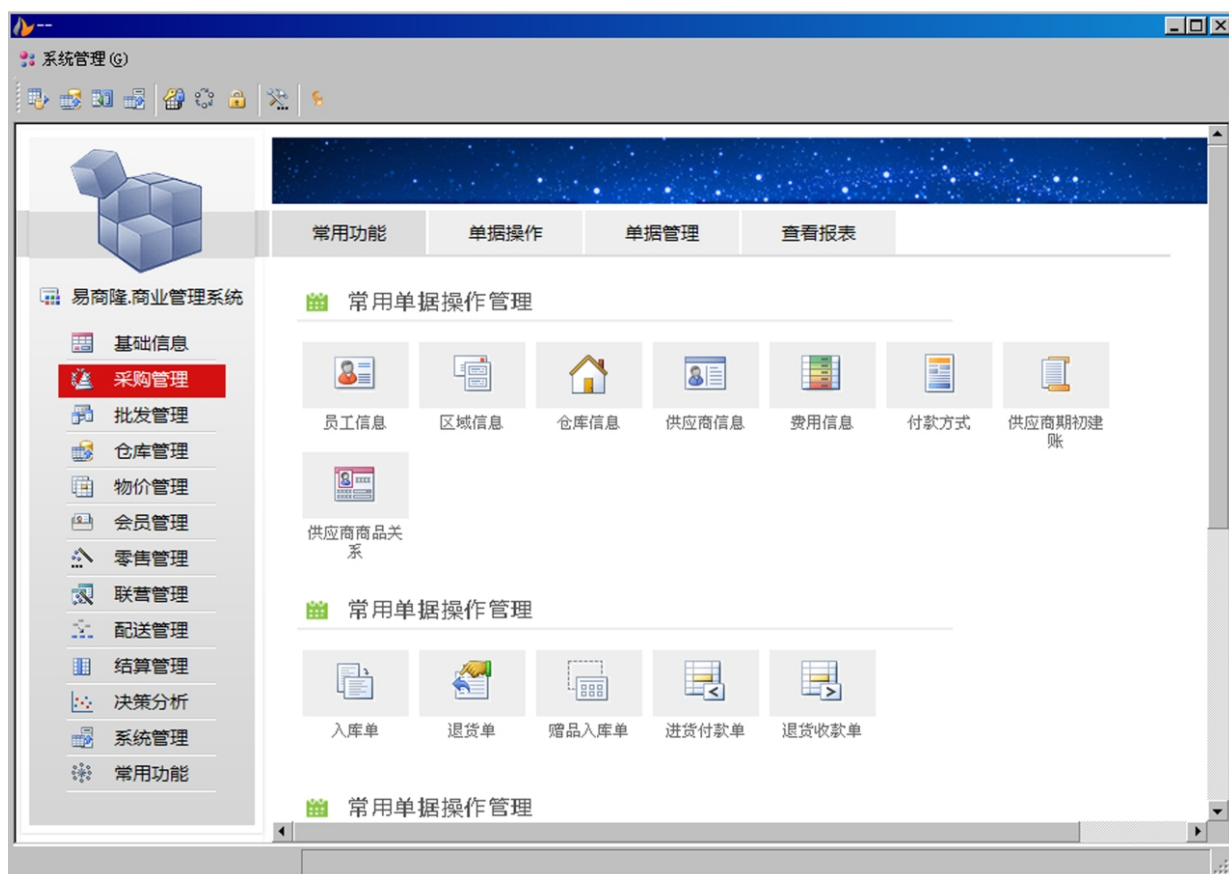 --
系统管理(G)
常用功能
单据操作
单据管理
查看报表
易商隆.商业管理系统
基础信息
采购管理
批发管理
仓库管理
物价管理
会员管理
零售管理
联营管理
配送管理
结算管理
决策分析
系统管理
常用功能
常用单据操作管理
员工信息
区域信息
仓库信息
供应商信息
费用信息
付款方式
供应商期初建
账
供应商商品关
系
常用单据操作管理
入库单
退货单
赠品入库单
进货付款单
退货收款单
常用单据操作管理